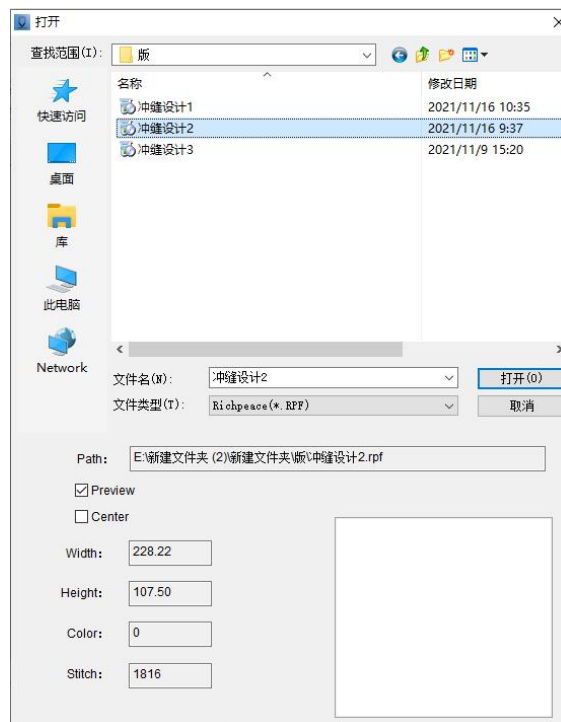 打开
查找范围(I): 版
名称 修改日期
冲缝设计1 2021/11/16 10:35
冲缝设计2 2021/11/16 9:37
冲缝设计3 2021/11/9 15:20
快速访问
桌面
库
此电脑
Network
文件名(N): 冲缝设计2 打开(O)
文件类型(T): Richpeace(*.RPF) 取消
Path: E:\新建文件夹 (2)\新建文件夹\版\冲缝设计2.rpf
Preview
Center
Width: 228.22
Height: 107.50
Color: 0
Stitch: 1816